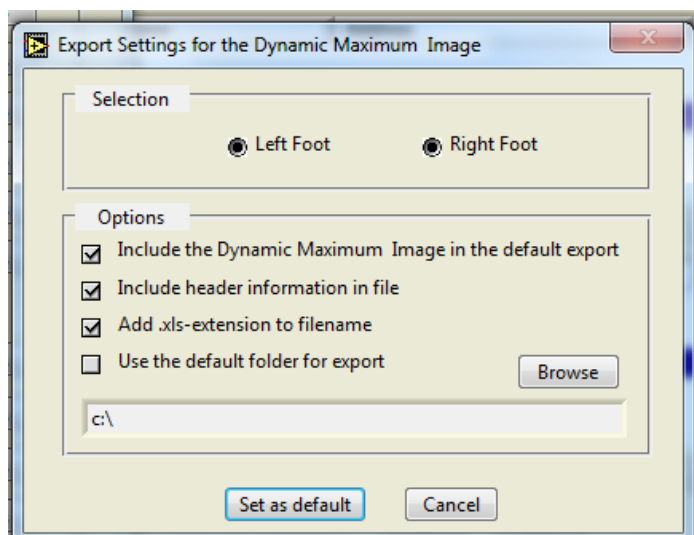 Export Settings for the Dynamic Maximum  Image
Selection
Left Foot
Right Foot
Options
Include the Dynamic Maximum  Image in the default export
Include header information in file
Add .xls-extension to filename
Use the default folder for export
Browse
c:\
Set as default
Cancel